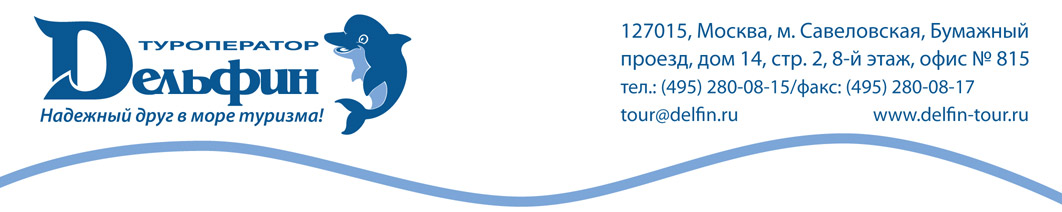 ТУРОПЕРАТОР
Дельфин
Надежный друг в море туризма!
127015, Москва, м. Савеловская, Бумажный
проезд, дом 14, стр. 2, 8-й этаж, офис № 815
тел.: (495) 280-08-15/факс: (495) 280-08-17
tour@delfin.ru www.delfin-tour.ru